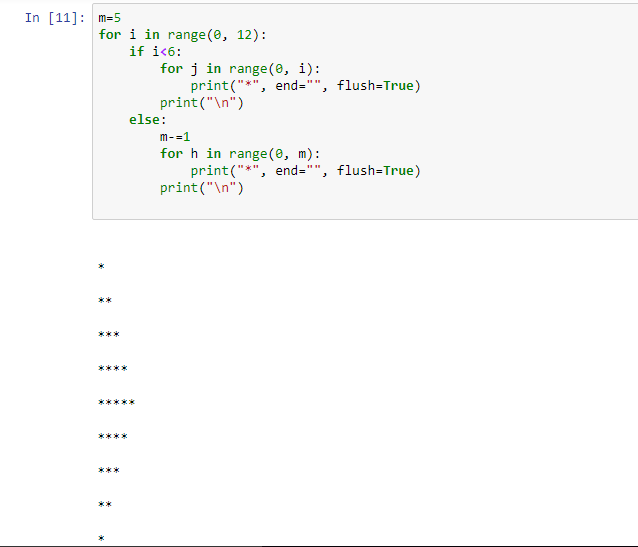 In [11]: m=5
for i in range(0, 12):
    if i<6:
        for j in range(0, i):
            print("*", end="", flush=True)
        print("\n")
    else:
        m-=1
        for h in range(0, m):
            print("*", end="", flush=True)
        print("\n")
*
**
***
****
*****
****
***
**
*